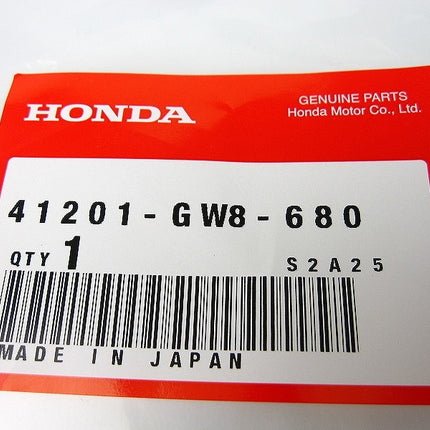 HONDA
GENUINE PARTS
Honda Motor Co., Ltd.
41201-GW8-680
QTY 1
S2A25
MADE IN JAPAN